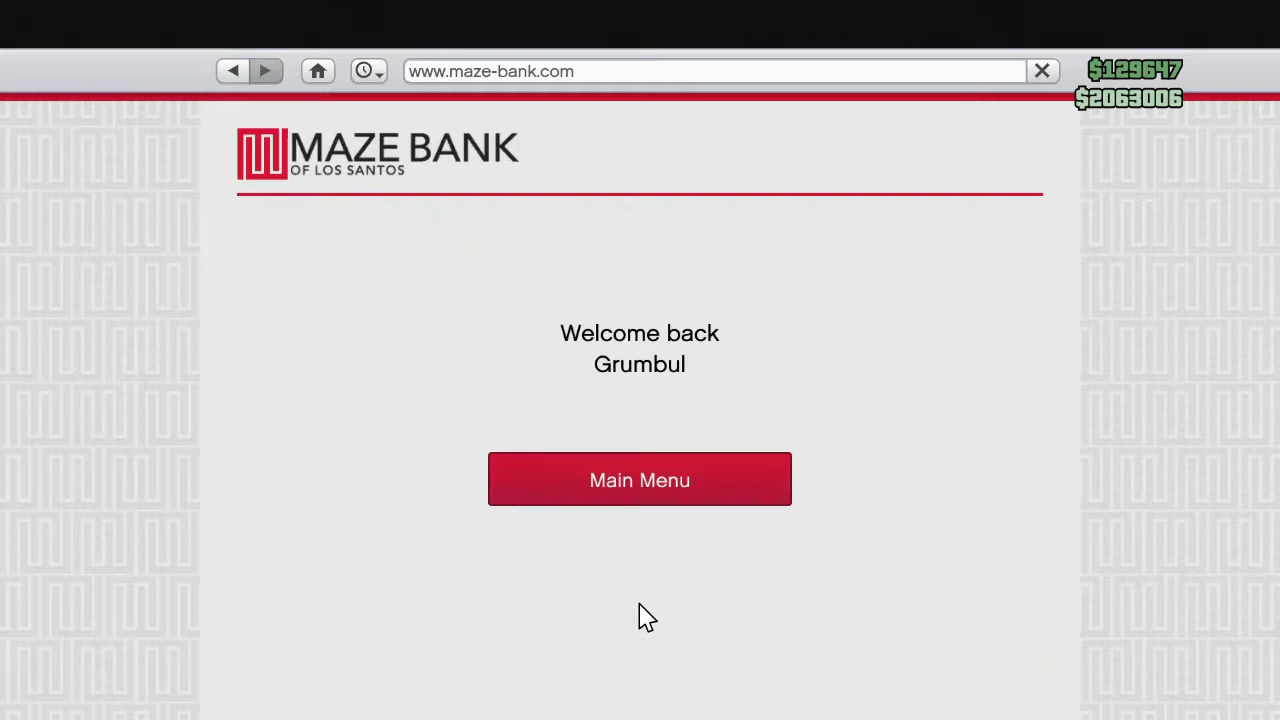 www.maze-bank.com
$129647
$2063006
MAZE BANK
OF LOS SANTOS
Welcome back
Grumbul
Main Menu